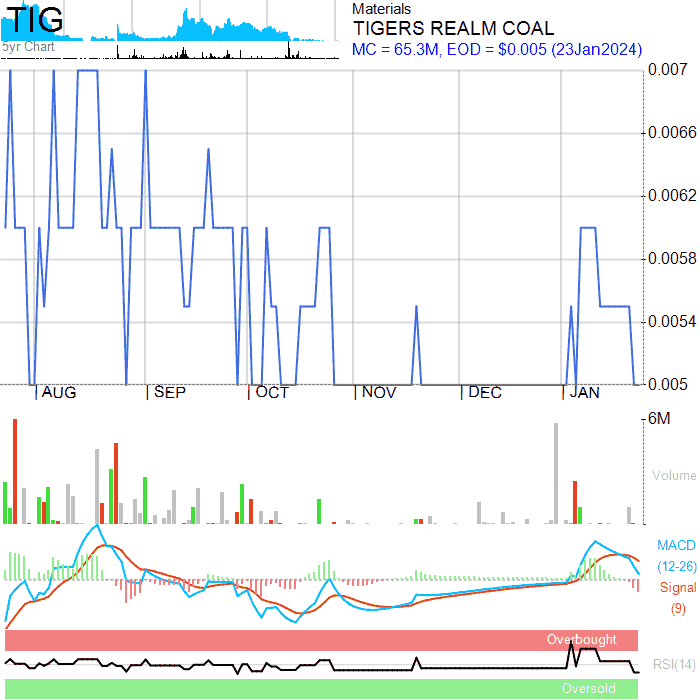 TIG
5yr Chart
Materials
TIGERS REALM COAL
MC = 65.3M, EOD = $0.005 (23Jan2024)
0.007
0.0066
0.0062
0.0058
0.0054
0.005
AUG SEP OCT NOV DEC JAN
6M
Volume
MACD
(12-26)
Signal
(9)
Overbought
RSI(14)
Oversold